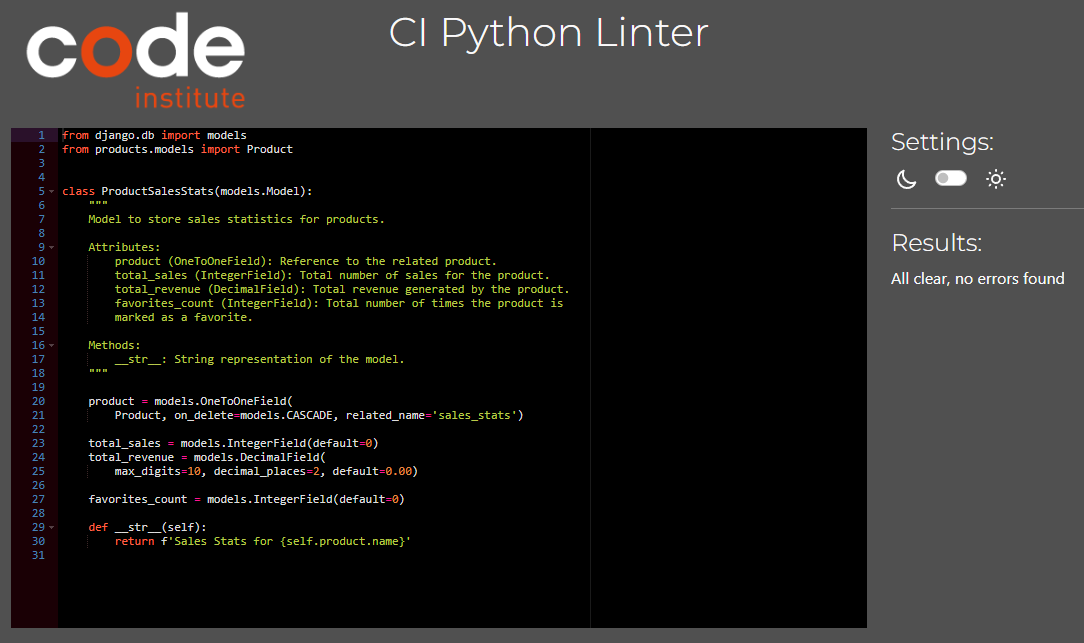 code
institute
CI Python Linter
1 from django.db import models
2 from products.models import Product
3
4
5 class ProductSalesStats(models.Model):
6     """
7     Model to store sales statistics for products.
8
9     Attributes:
10         product (OneToOneField): Reference to the related product.
11         total_sales (IntegerField): Total number of sales for the product.
12         total_revenue (DecimalField): Total revenue generated by the product.
13         favorites_count (IntegerField): Total number of times the product is
14         marked as a favorite.
15
16     Methods:
17         __str__: String representation of the model.
18     """
19
20     product = models.OneToOneField(
21         Product, on_delete=models.CASCADE, related_name='sales_stats')
22
23     total_sales = models.IntegerField(default=0)
24     total_revenue = models.DecimalField(
25         max_digits=10, decimal_places=2, default=0.00)
26
27     favorites_count = models.IntegerField(default=0)
28
29     def __str__(self):
30         return f'Sales Stats for {self.product.name}'
31
Settings:
Results:
All clear, no errors found